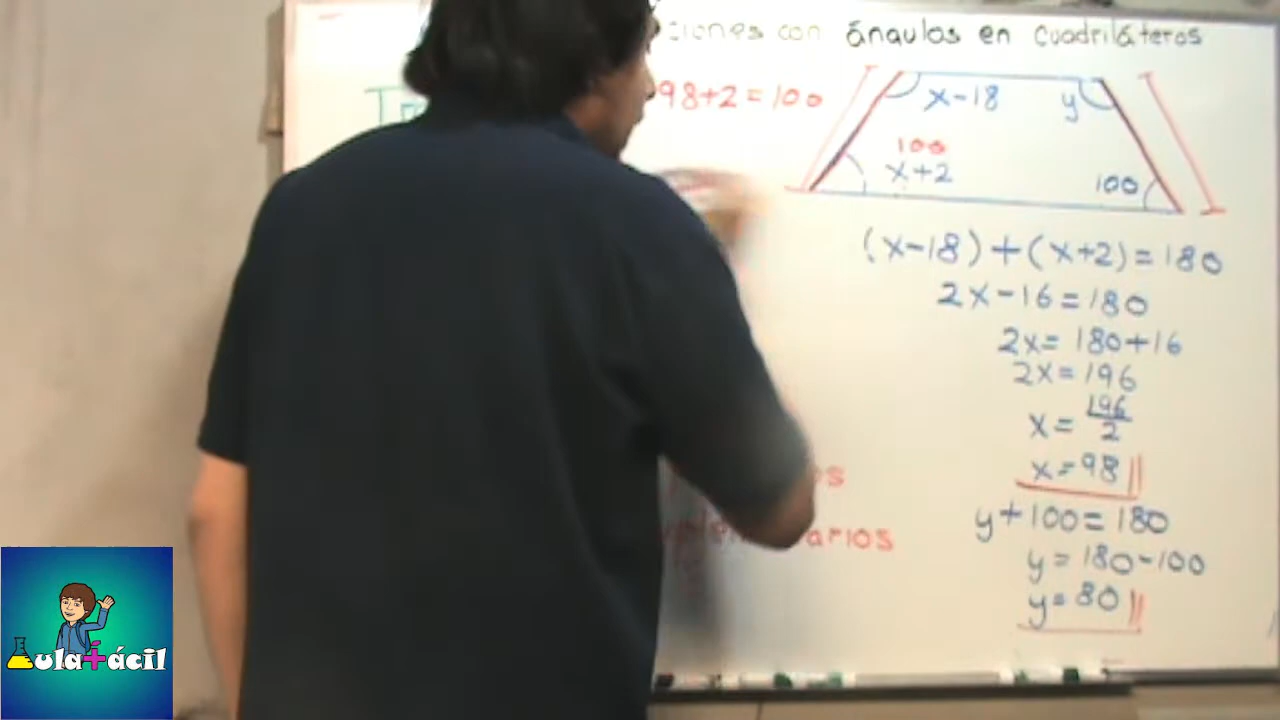 ciones con ángulos en cuadriláteros
98+2=100
x-18
y
100
x+2
100
(x-18)+(x+2)=180
2x-16=180
2x=180+16
2x=196
x=196/2
x=98
y+100=180
y=180-100
y=80
Aula+ácil